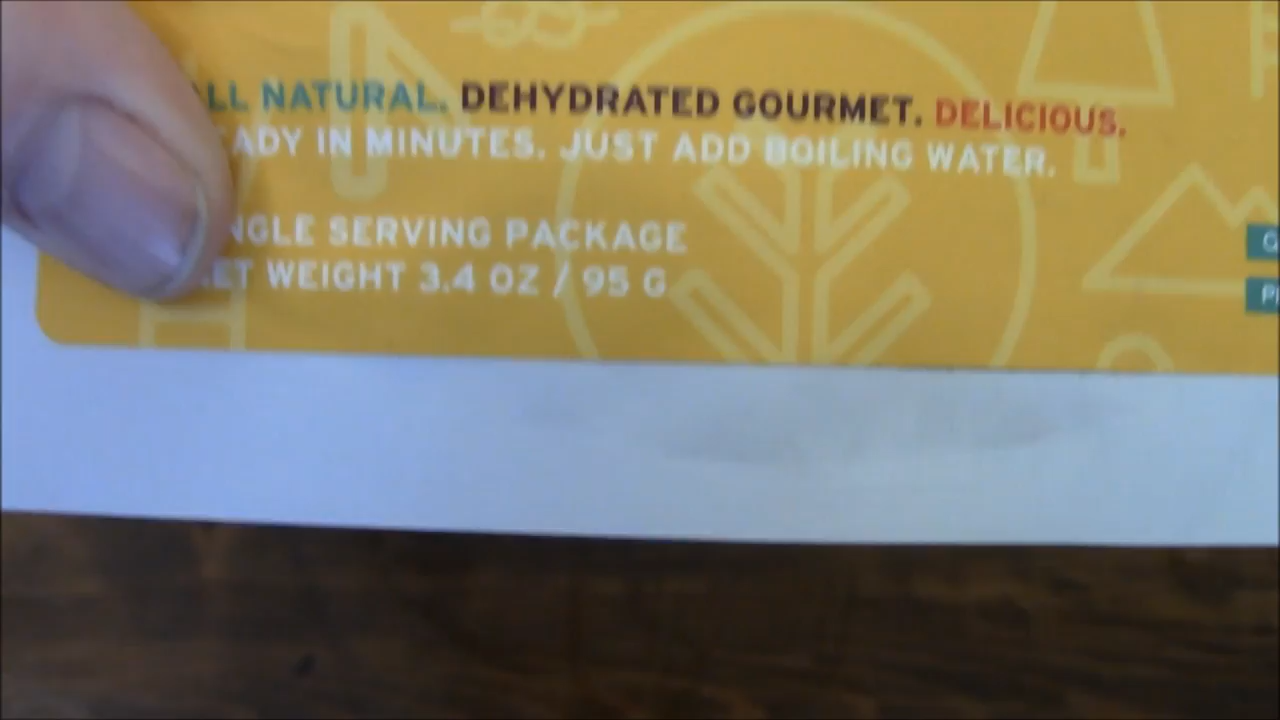 ALL NATURAL. DEHYDRATED GOURMET. DELICIOUS.
EADY IN MINUTES. JUST ADD BOILING WATER.
NGLE SERVING PACKAGE
ET WEIGHT 3.4 OZ / 95 G